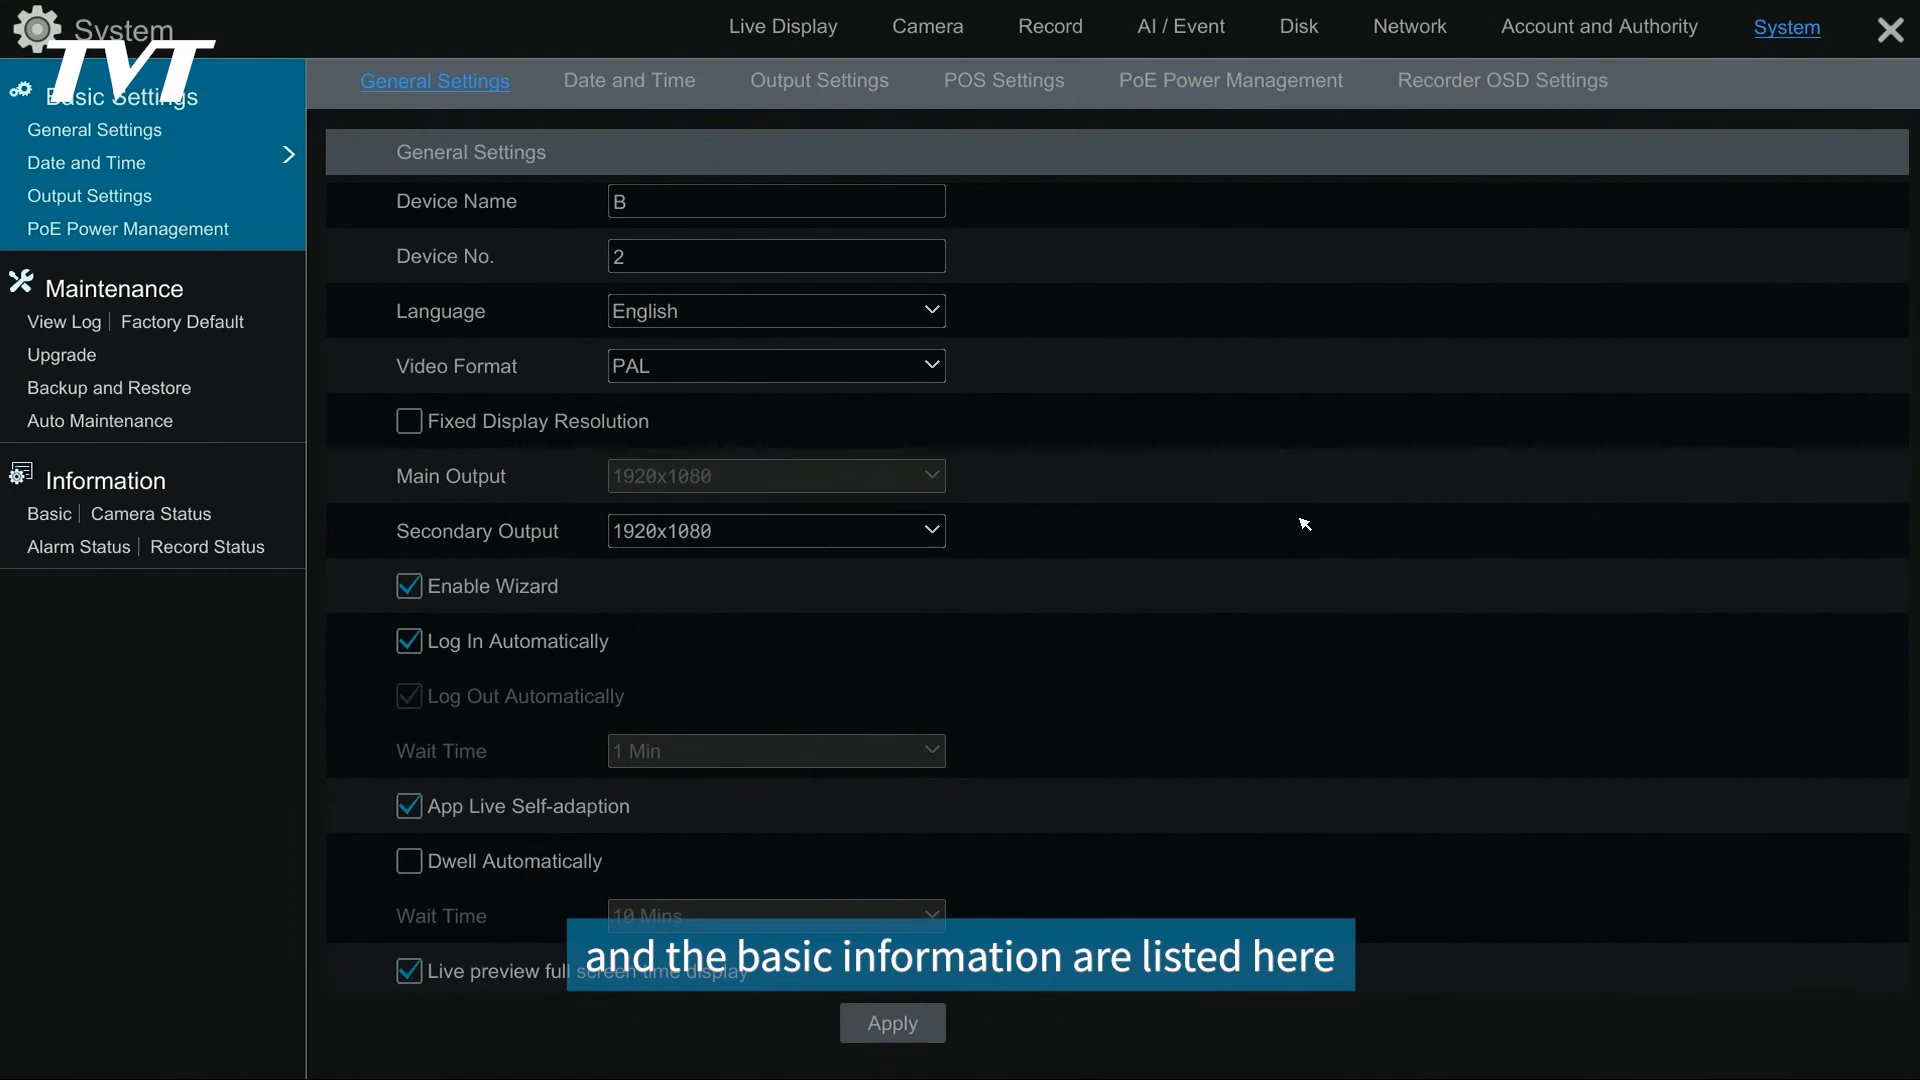 System
Live Display
Camera
Record
AI / Event
Disk
Network
Account and Authority
System
TVT
Basic Settings
General Settings
Date and Time
Output Settings
PoE Power Management
Maintenance
View Log
Factory Default
Upgrade
Backup and Restore
Auto Maintenance
Information
Basic
Camera Status
Alarm Status
Record Status
General Settings
Date and Time
Output Settings
POS Settings
PoE Power Management
Recorder OSD Settings
General Settings
Device Name
B
Device No.
2
Language
English
Video Format
PAL
Fixed Display Resolution
Main Output
1920x1080
Secondary Output
1920x1080
Enable Wizard
Log In Automatically
Log Out Automatically
Wait Time
1 Min
App Live Self-adaption
Dwell Automatically
Wait Time
10 Mins
Live preview full screen time display
and the basic information are listed here
Apply